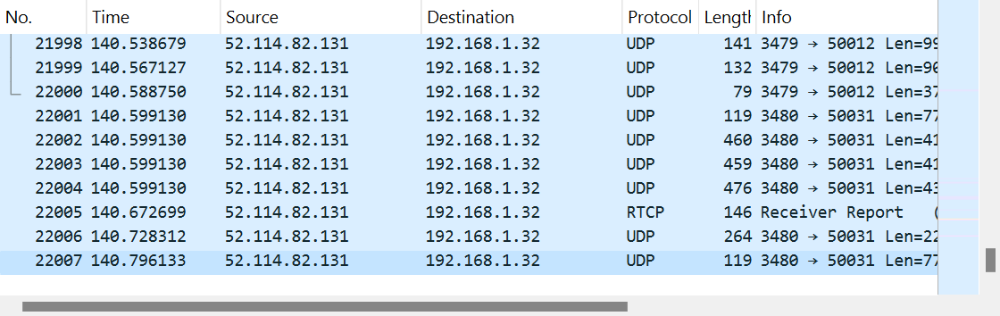 No. Time Source Destination Protocol Length Info
21998 140.538679 52.114.82.131 192.168.1.32 UDP 141 3479 → 50012 Len=99
21999 140.567127 52.114.82.131 192.168.1.32 UDP 132 3479 → 50012 Len=90
22000 140.588750 52.114.82.131 192.168.1.32 UDP 79 3479 → 50012 Len=37
22001 140.599130 52.114.82.131 192.168.1.32 UDP 119 3480 → 50031 Len=77
22002 140.599130 52.114.82.131 192.168.1.32 UDP 460 3480 → 50031 Len=41
22003 140.599130 52.114.82.131 192.168.1.32 UDP 459 3480 → 50031 Len=41
22004 140.599130 52.114.82.131 192.168.1.32 UDP 476 3480 → 50031 Len=43
22005 140.672699 52.114.82.131 192.168.1.32 RTCP 146 Receiver Report (
22006 140.728312 52.114.82.131 192.168.1.32 UDP 264 3480 → 50031 Len=22
22007 140.796133 52.114.82.131 192.168.1.32 UDP 119 3480 → 50031 Len=77